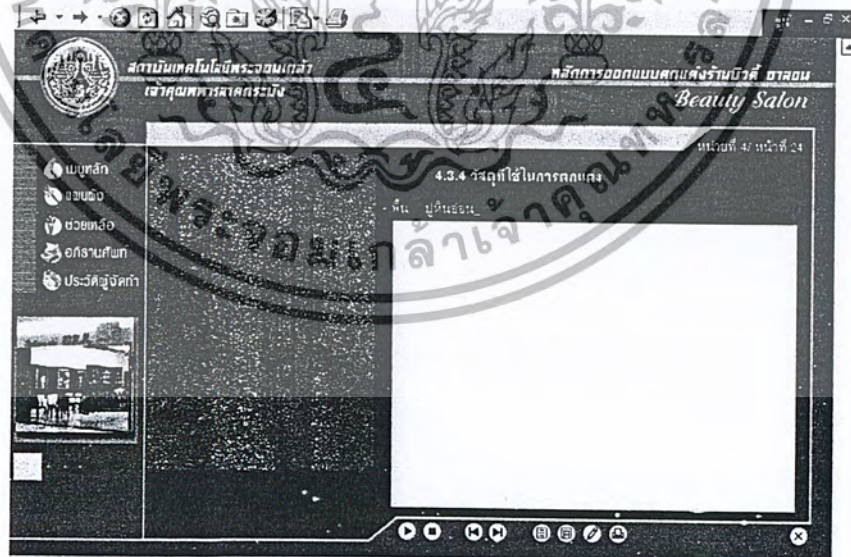 สถาบันเทคโนโลยีพระจอมเกล้า
เจ้าคุณทหารลาดกระบัง
หลักการออกแบบตกแต่งร้านบิวตี้ ซาลอน
Beauty Salon
หน่วยที่ 4/ หน้าที่ 24
เมนูหลัก
แผนผัง
ช่วยเหลือ
อภิธานศัพท์
ประวัติผู้จัดทำ
4.3.4 วัสดุที่ใช้ในการตกแต่ง
- พื้น ปูหินอ่อน_